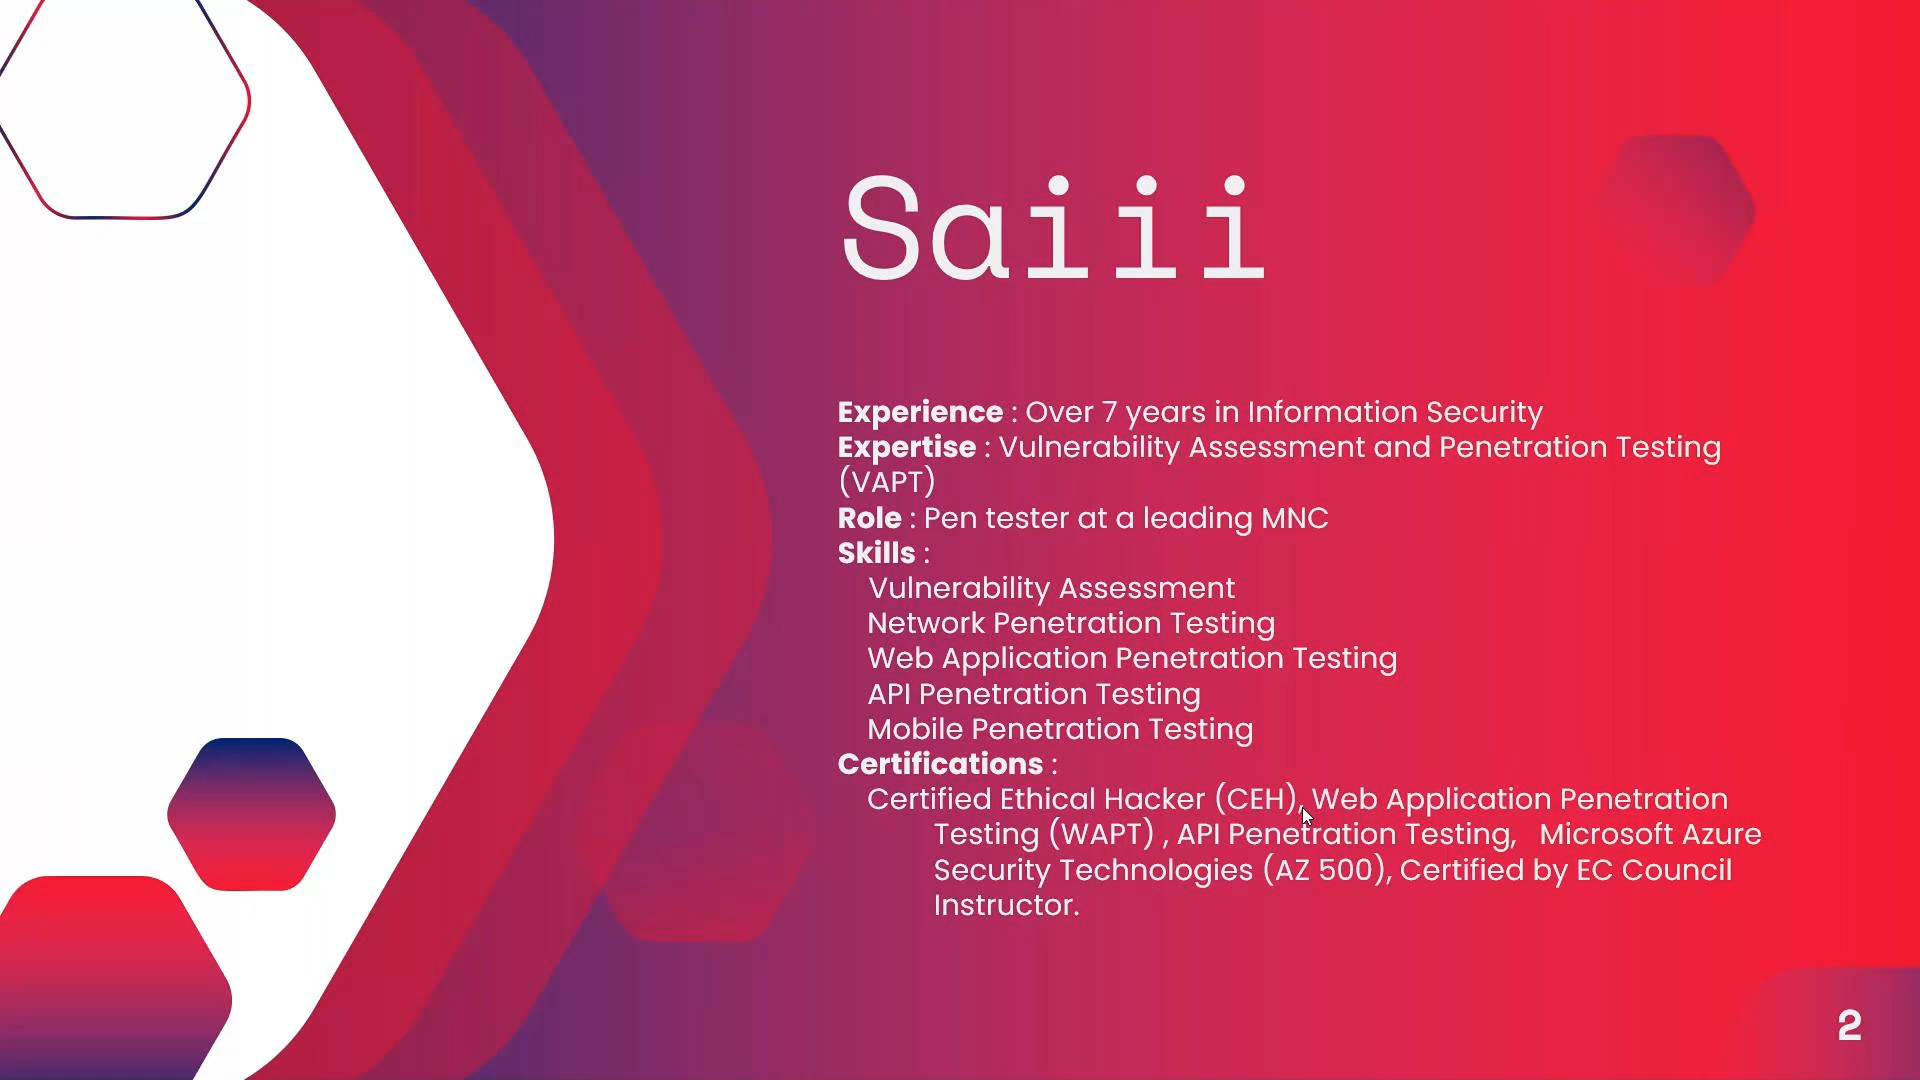 Saiii
Experience : Over 7 years in Information Security
Expertise : Vulnerability Assessment and Penetration Testing
(VAPT)
Role : Pen tester at a leading MNC
Skills :
Vulnerability Assessment
Network Penetration Testing
Web Application Penetration Testing
API Penetration Testing
Mobile Penetration Testing
Certifications :
Certified Ethical Hacker (CEH), Web Application Penetration
Testing (WAPT) , API Penetration Testing, Microsoft Azure
Security Technologies (AZ 500), Certified by EC Council
Instructor.
2